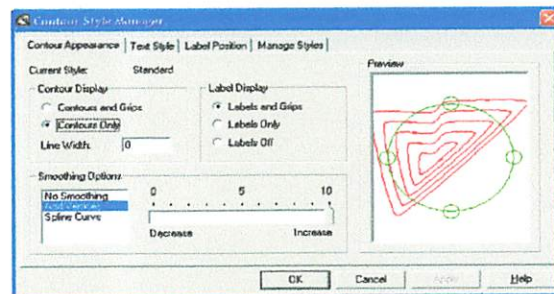 Contour Style Manager
Contour Appearance Text Style Label Position Manage Styles
Current Style: Standard
Contour Display
Contours and Grips
Contours Only
Line Width: 0
Label Display
Labels and Grips
Labels Only
Labels Off
Preview
Smoothing Options
No Smoothing
Add Vertices
Spline Curve
0 5 10
Decrease Increase
OK Cancel Apply Help